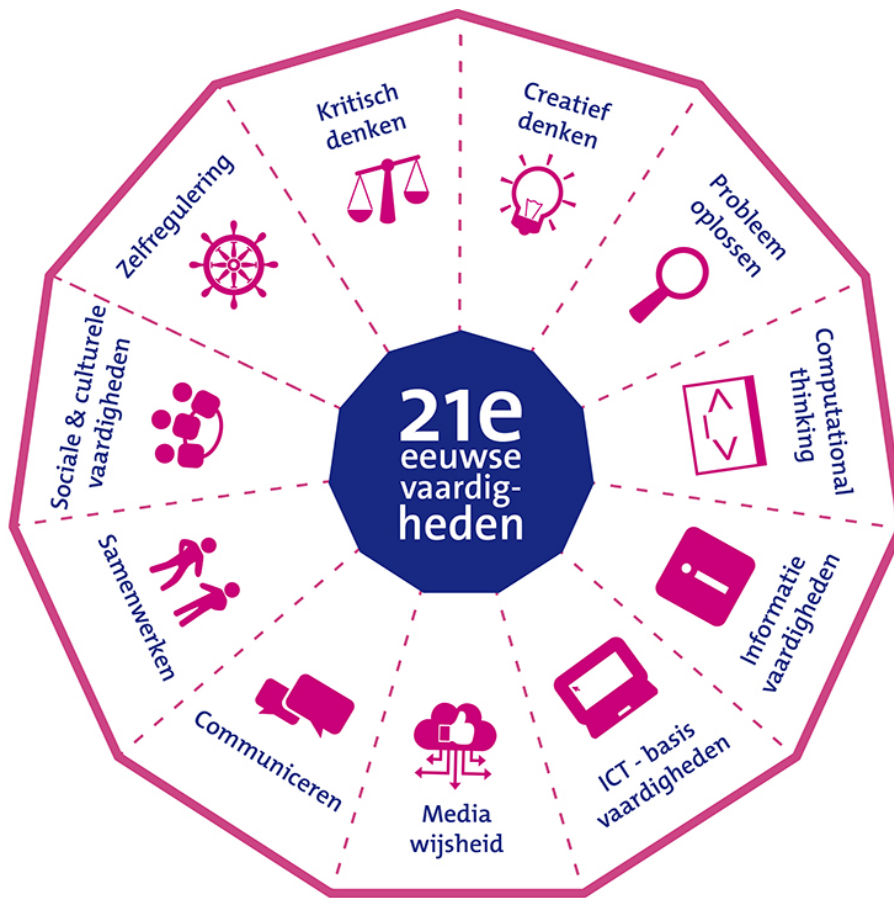 21e
eeuwse
vaardig-
heden
Kritisch
denken
Creatief
denken
Probleem
oplossen
Computational
thinking
Informatie
vaardigheden
ICT - basis
vaardigheden
Media
wijsheid
Communiceren
Samenwerken
Sociale & culturele
vaardigheden
Zelfregulering